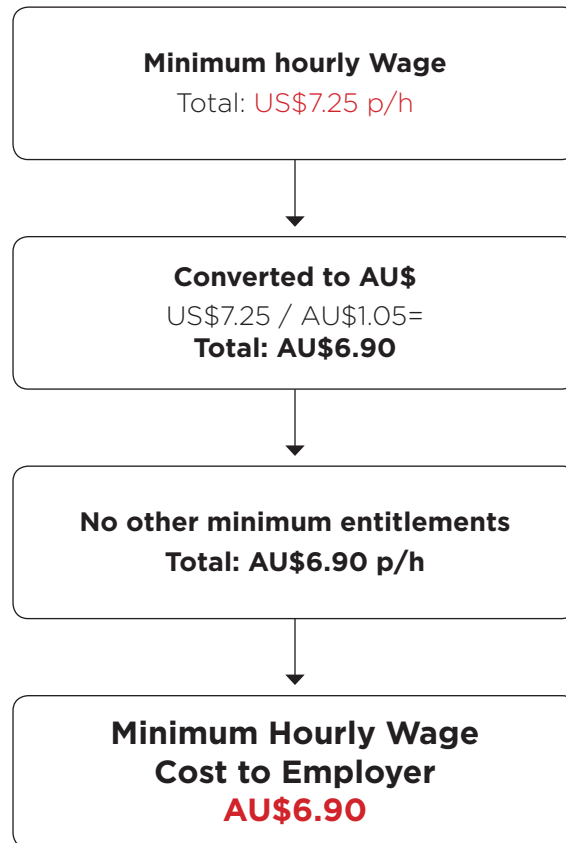 Minimum hourly Wage
Total: US$7.25 p/h
Converted to AU$
US$7.25 / AU$1.05=
Total: AU$6.90
No other minimum entitlements
Total: AU$6.90 p/h
Minimum Hourly Wage
Cost to Employer
AU$6.90